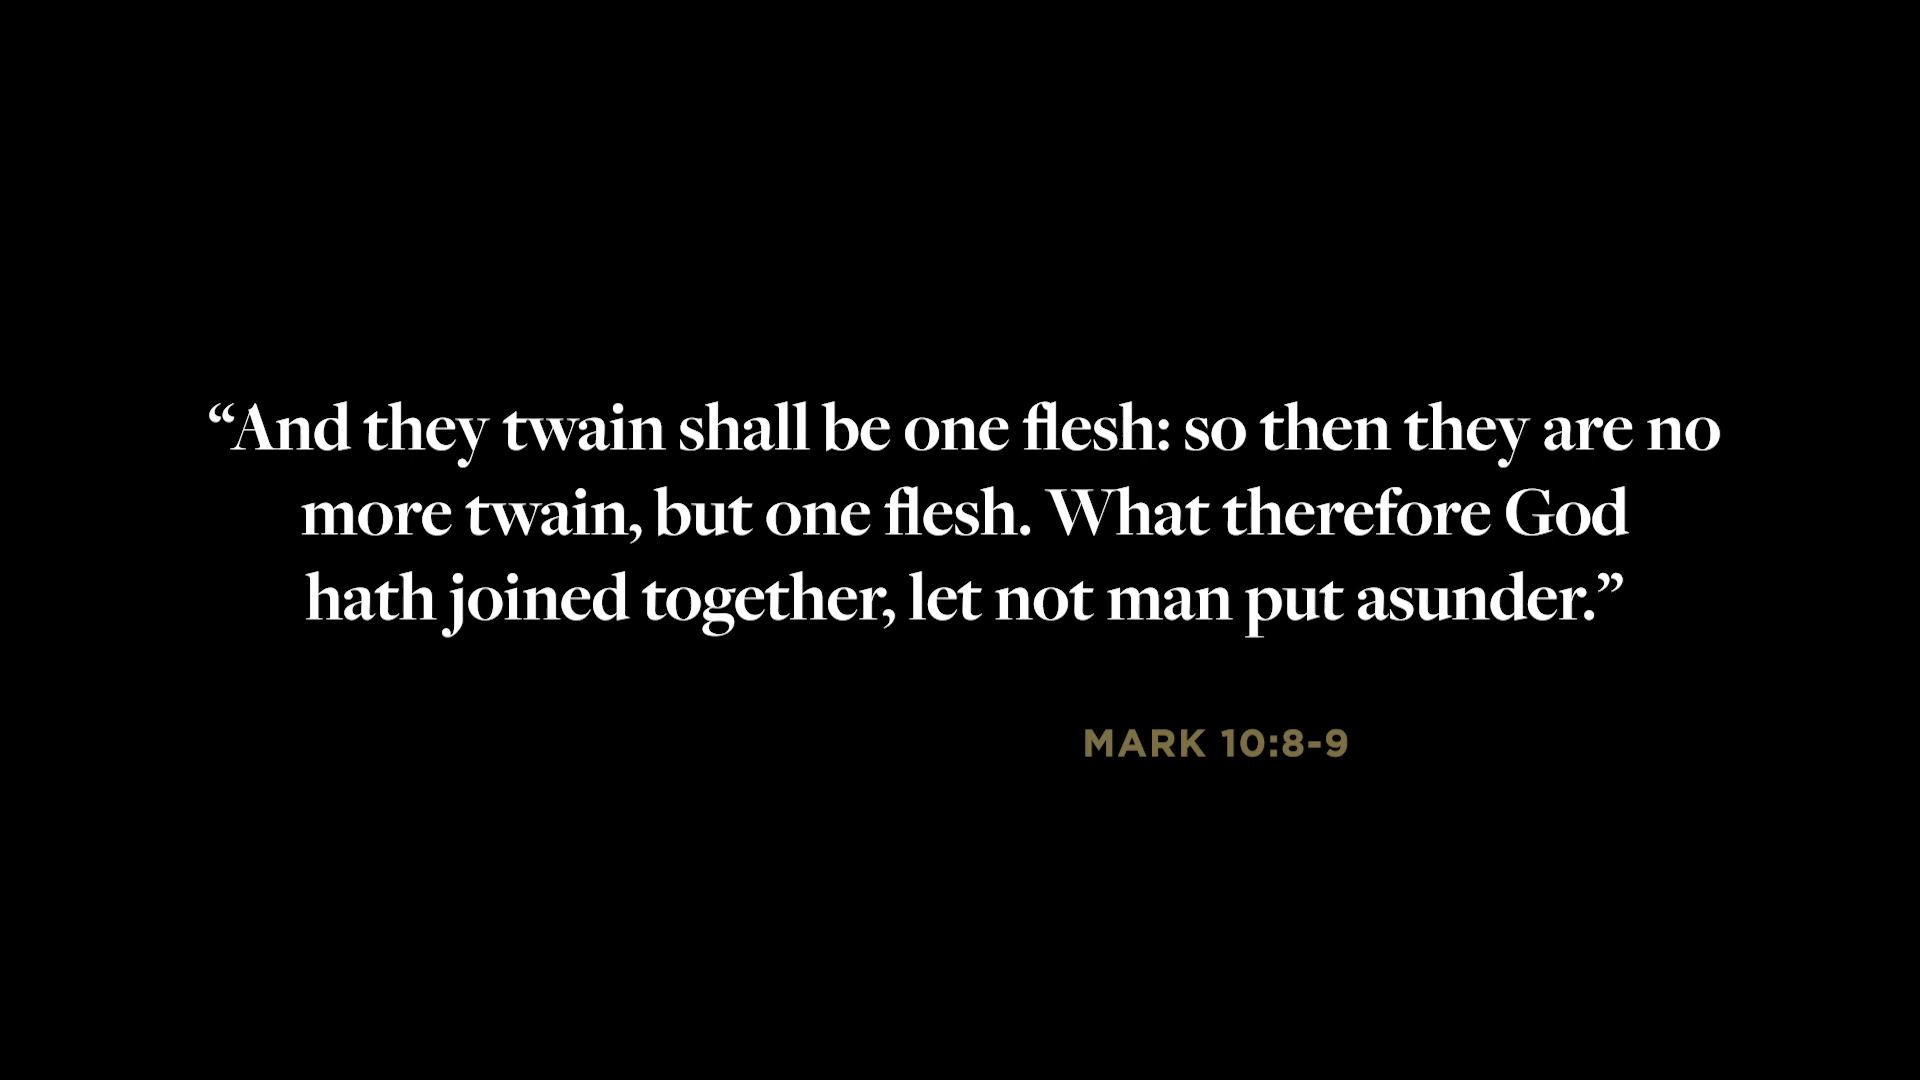 “And they twain shall be one flesh: so then they are no
more twain, but one flesh. What therefore God
hath joined together, let not man put asunder.”
MARK 10:8-9